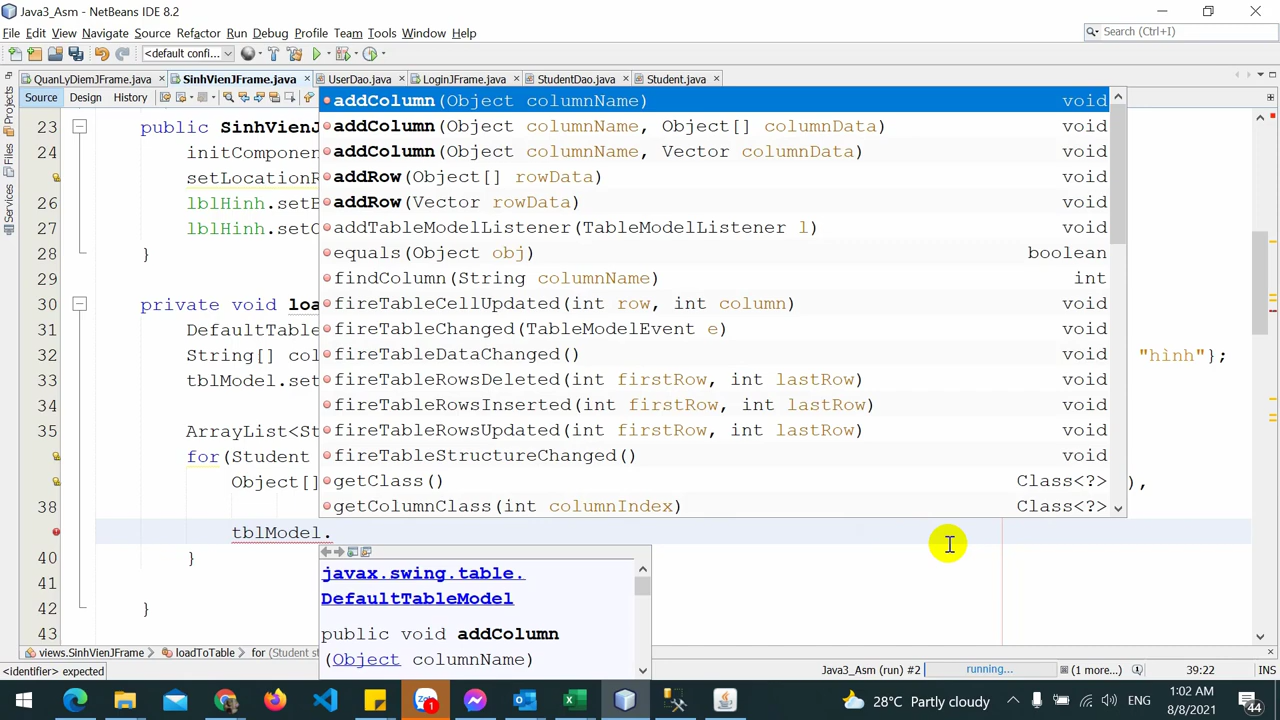 Java3_Asm - NetBeans IDE 8.2
File Edit View Navigate Source Refactor Run Debug Profile Team Tools Window Help
Search (Ctrl+I)
<default confi...
QuanLyDiemJFrame.java SinhVienJFrame.java UserDao.java LoginJFrame.java StudentDao.java Student.java
Source Design History
Projects
Files
Services
23 public SinhVienJ
24 initComponen
setLocationR
26 lblHinh.setB
27 lblHinh.setC
28 }
30 private void loa
31 DefaultTable
32 String[] col "hình"};
33 tblModel.set
34
35 ArrayList<St
for(Student
Object[] ),
38
tblModel.
40 }
41
42 }
43
addColumn(Object columnName) void
addColumn(Object columnName, Object[] columnData) void
addColumn(Object columnName, Vector columnData) void
addRow(Object[] rowData) void
addRow(Vector rowData) void
addTableModelListener(TableModelListener l) void
equals(Object obj) boolean
findColumn(String columnName) int
fireTableCellUpdated(int row, int column) void
fireTableChanged(TableModelEvent e) void
fireTableDataChanged() void
fireTableRowsDeleted(int firstRow, int lastRow) void
fireTableRowsInserted(int firstRow, int lastRow) void
fireTableRowsUpdated(int firstRow, int lastRow) void
fireTableStructureChanged() void
getClass() Class<?>
getColumnClass(int columnIndex) Class<?>
javax.swing.table.
DefaultTableModel
public void addColumn
(Object columnName)
views.SinhVienJFrame loadToTable for (Student s
<identifier> expected Java3_Asm (run) #2 running... (1 more...) 39:22 INS
1 28°C Partly cloudy ENG 1:02 AM
8/8/2021 44